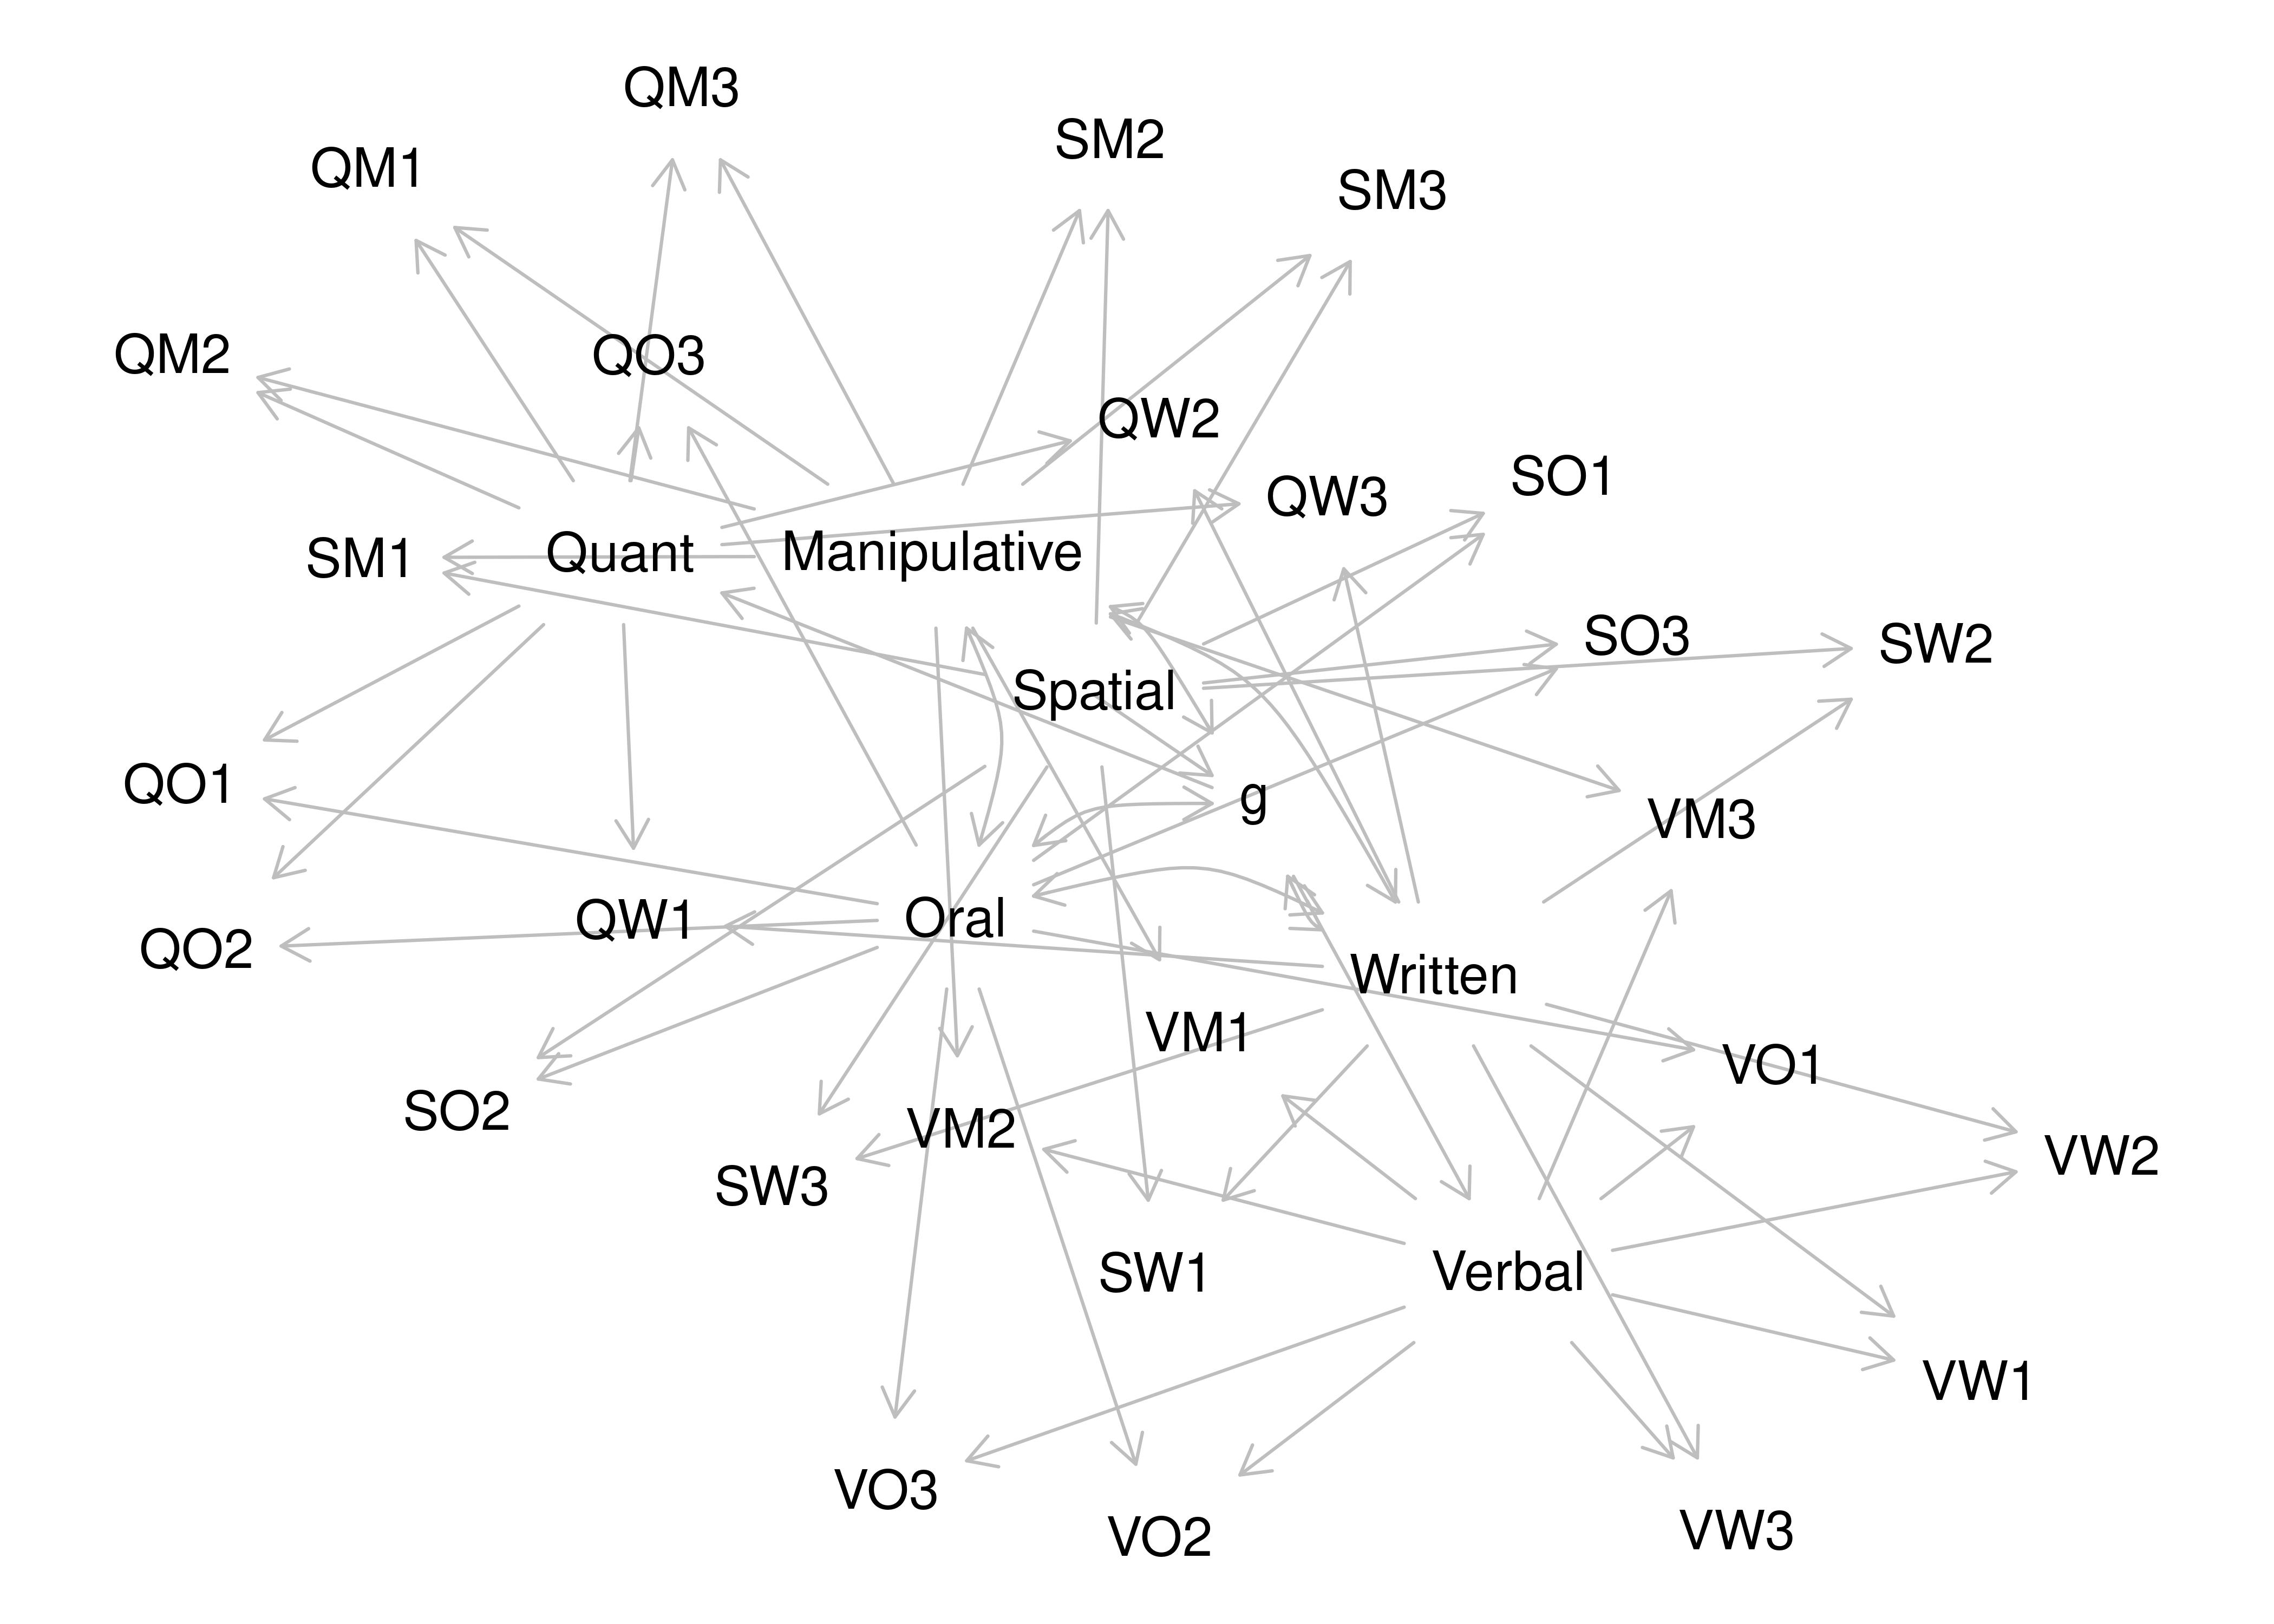 QM3
SM2
QM1
SM3
QM2
QO3
QW2
SO1
QW3
Quant
Manipulative
SM1
SO3
SW2
Spatial
QO1
g
VM3
QW1
Oral
QO2
Written
VM1
VO1
SO2
VM2
VW2
SW3
SW1
Verbal
VW1
VO3
VW3
VO2